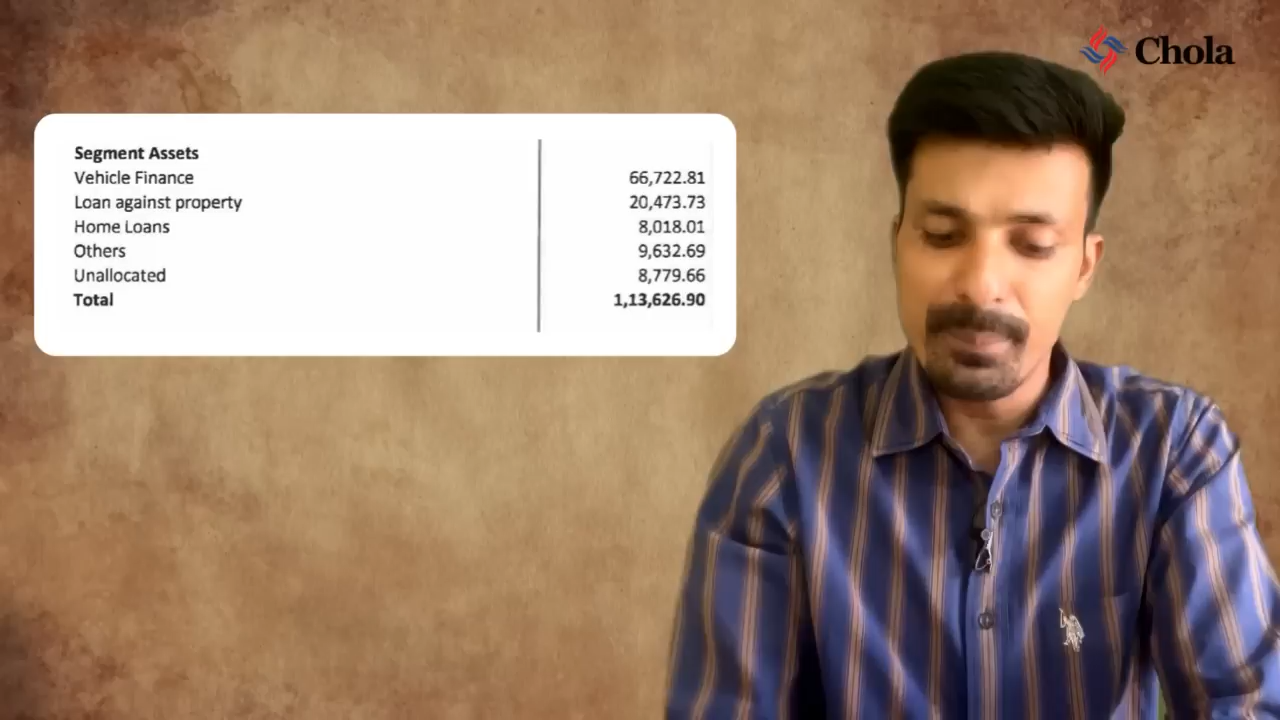 Chola
Segment Assets
Vehicle Finance 66,722.81
Loan against property 20,473.73
Home Loans 8,018.01
Others 9,632.69
Unallocated 8,779.66
Total 1,13,626.90